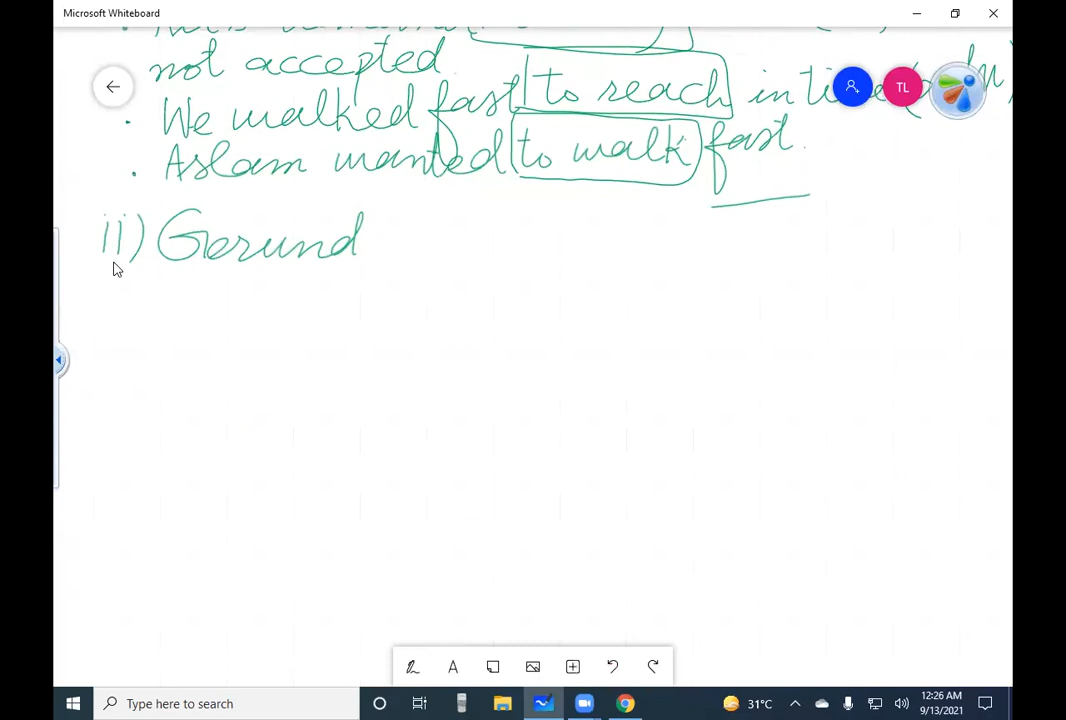 Microsoft Whiteboard
not accepted.
TL
. We walked fast to reach in time
. Aslam wanted to walk fast.
ii) Gerund
A
Type here to search
31°C
12:26 AM
9/13/2021